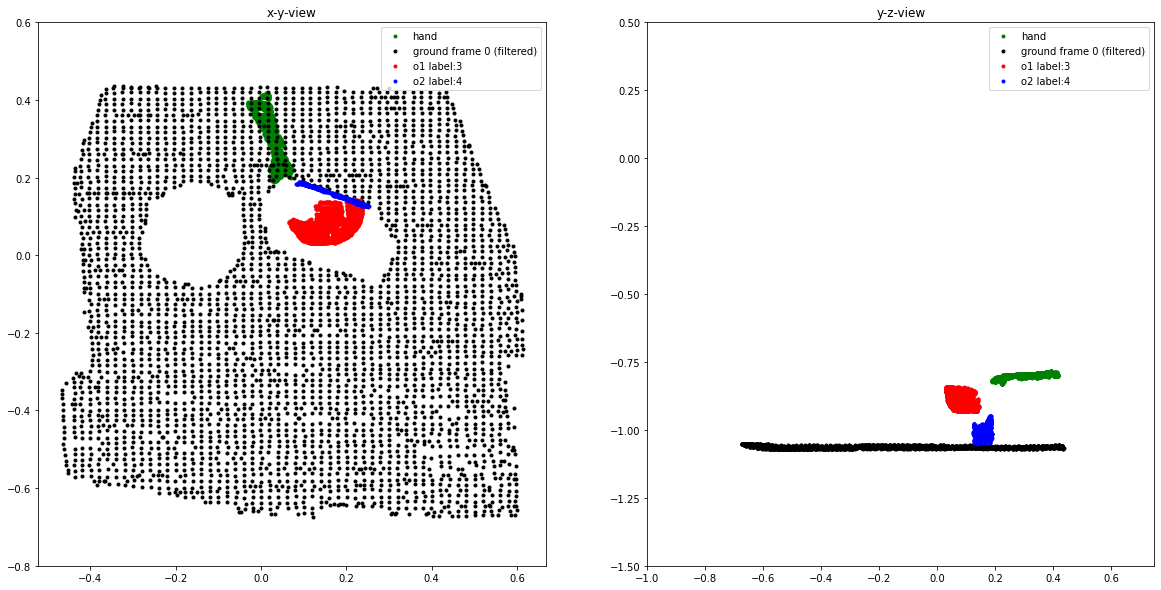 x-y-view
hand
ground frame 0 (filtered)
o1 label:3
o2 label:4
0.6
0.4
0.2
0.0
−0.2
−0.4
−0.6
−0.8
−0.4 −0.2 0.0 0.2 0.4 0.6
y-z-view
hand
ground frame 0 (filtered)
o1 label:3
o2 label:4
0.50
0.25
0.00
−0.25
−0.50
−0.75
−1.00
−1.25
−1.50
−1.0 −0.8 −0.6 −0.4 −0.2 0.0 0.2 0.4 0.6